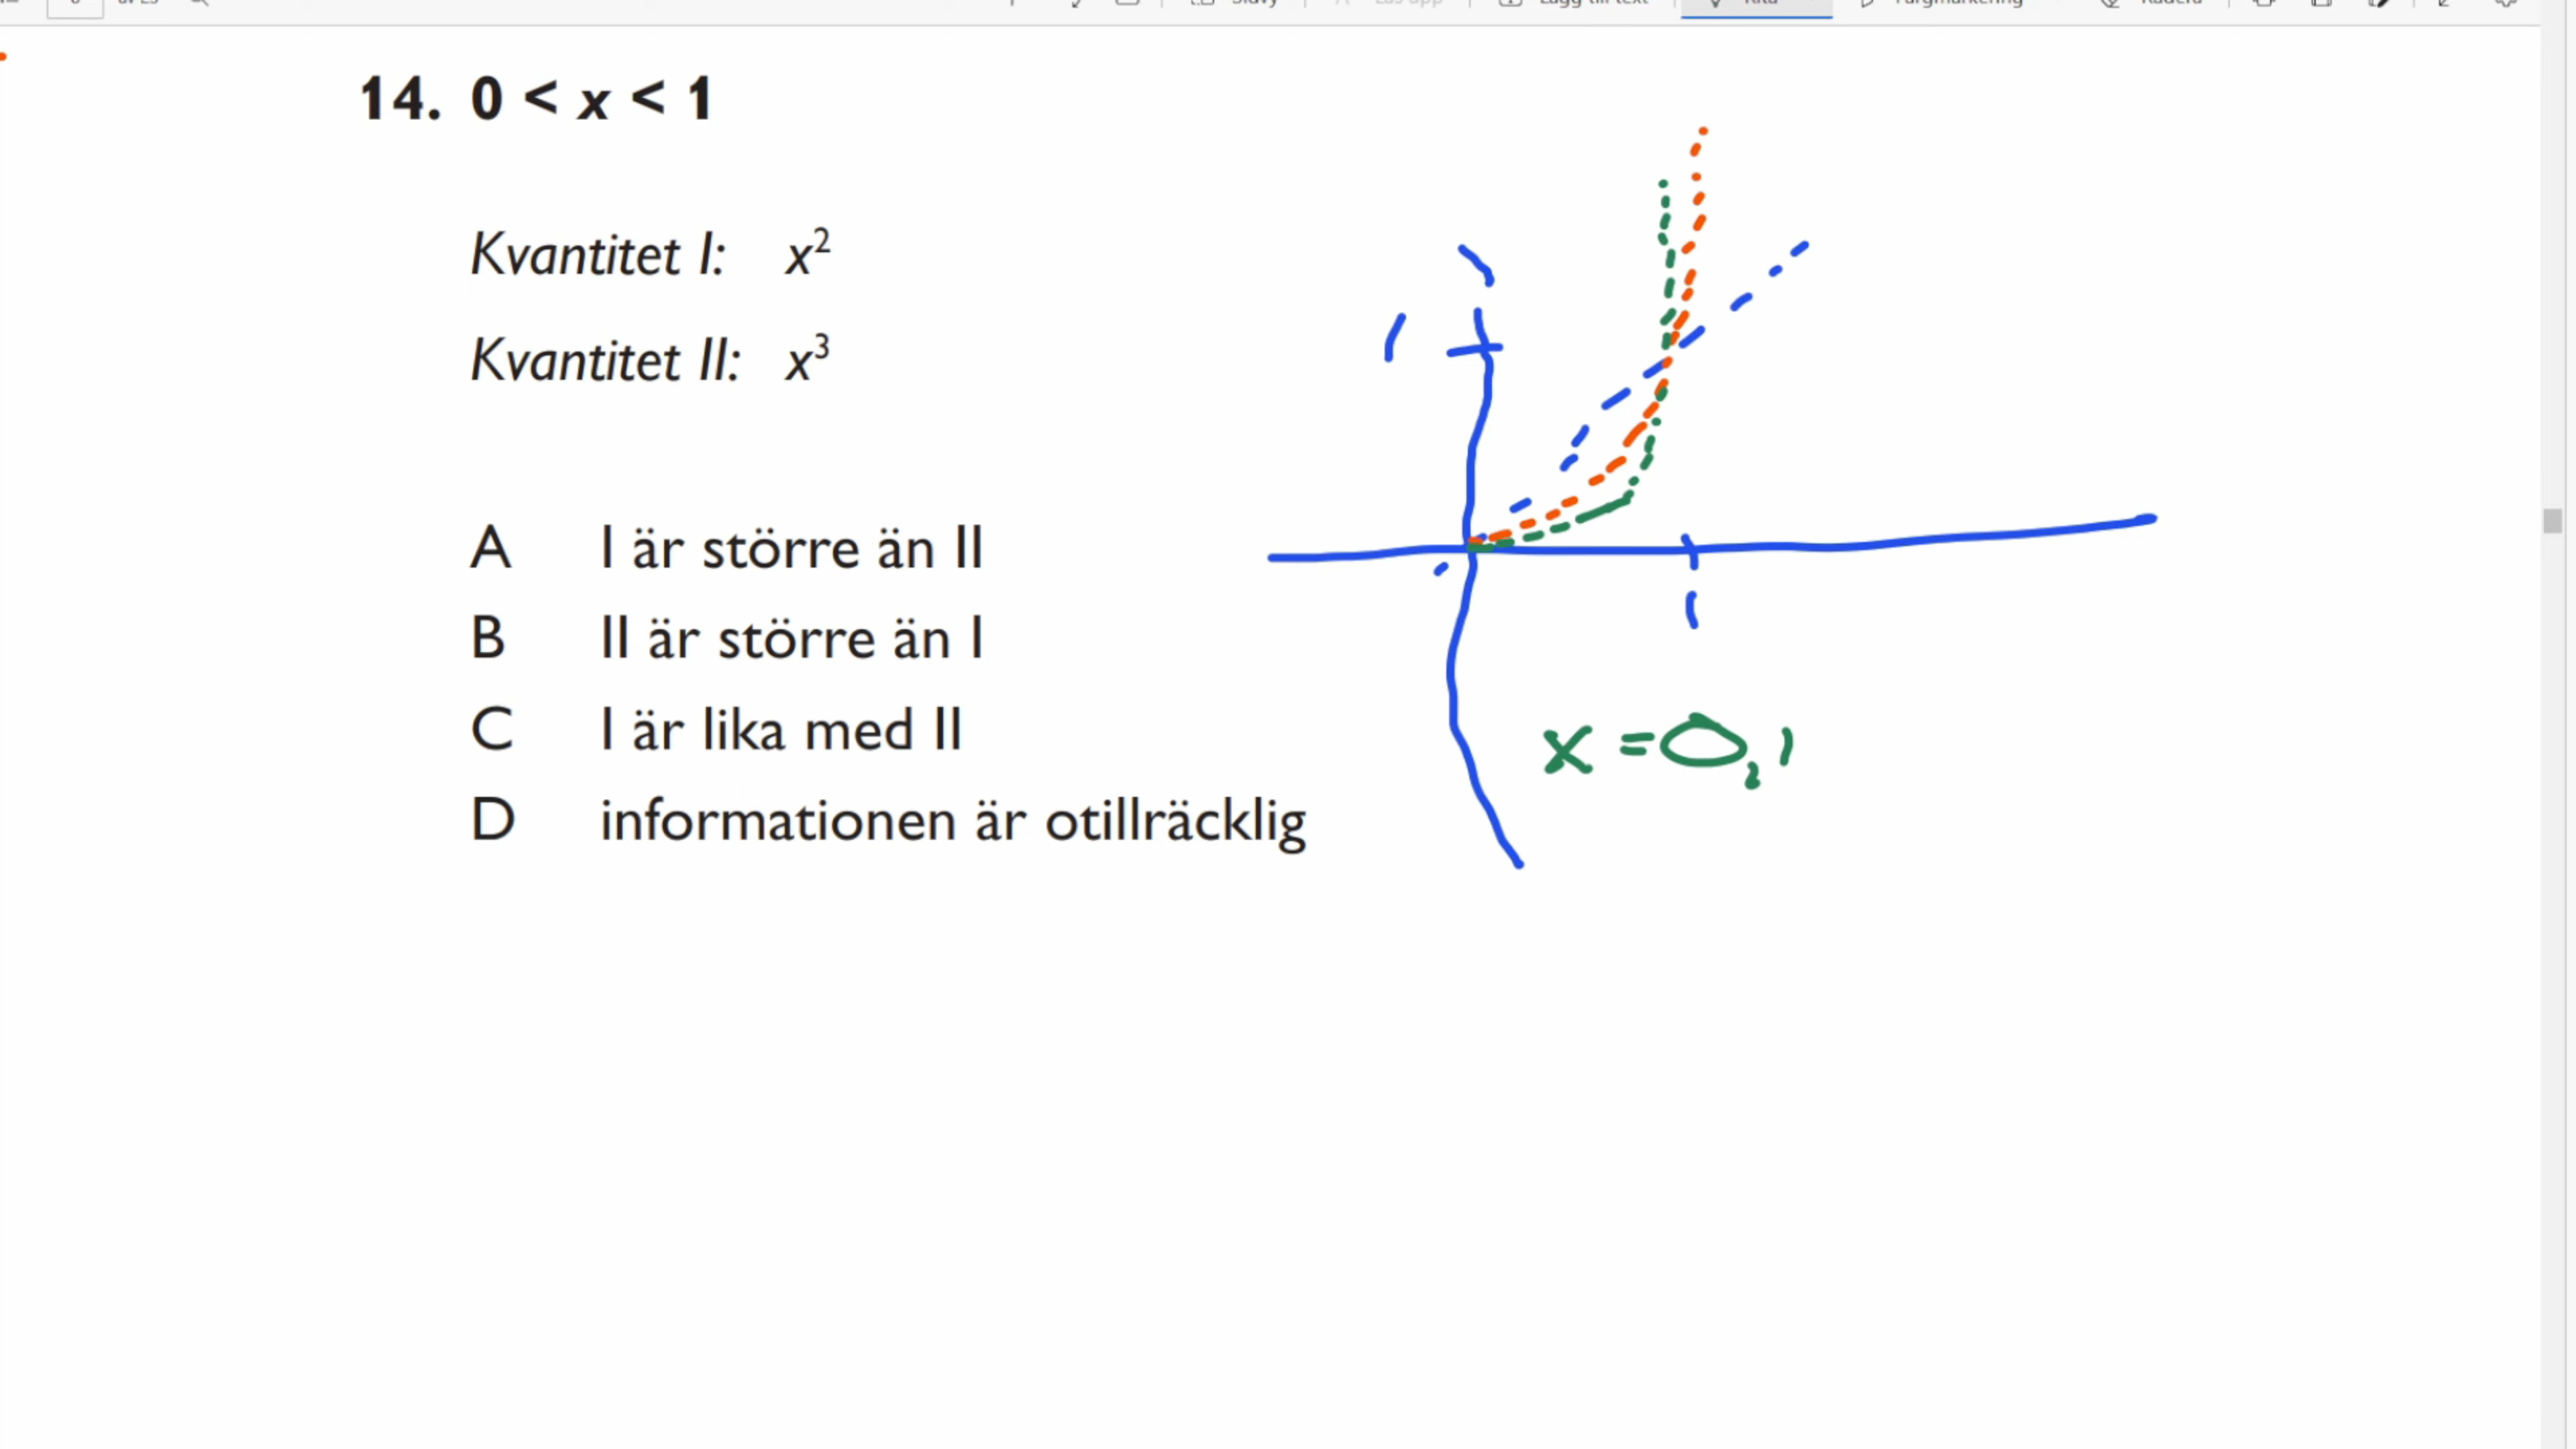 14. 0 < x < 1
Kvantitet I: x²
Kvantitet II: x³
A I är större än II
B II är större än I
C I är lika med II
D informationen är otillräcklig
1
1
x = 0,1